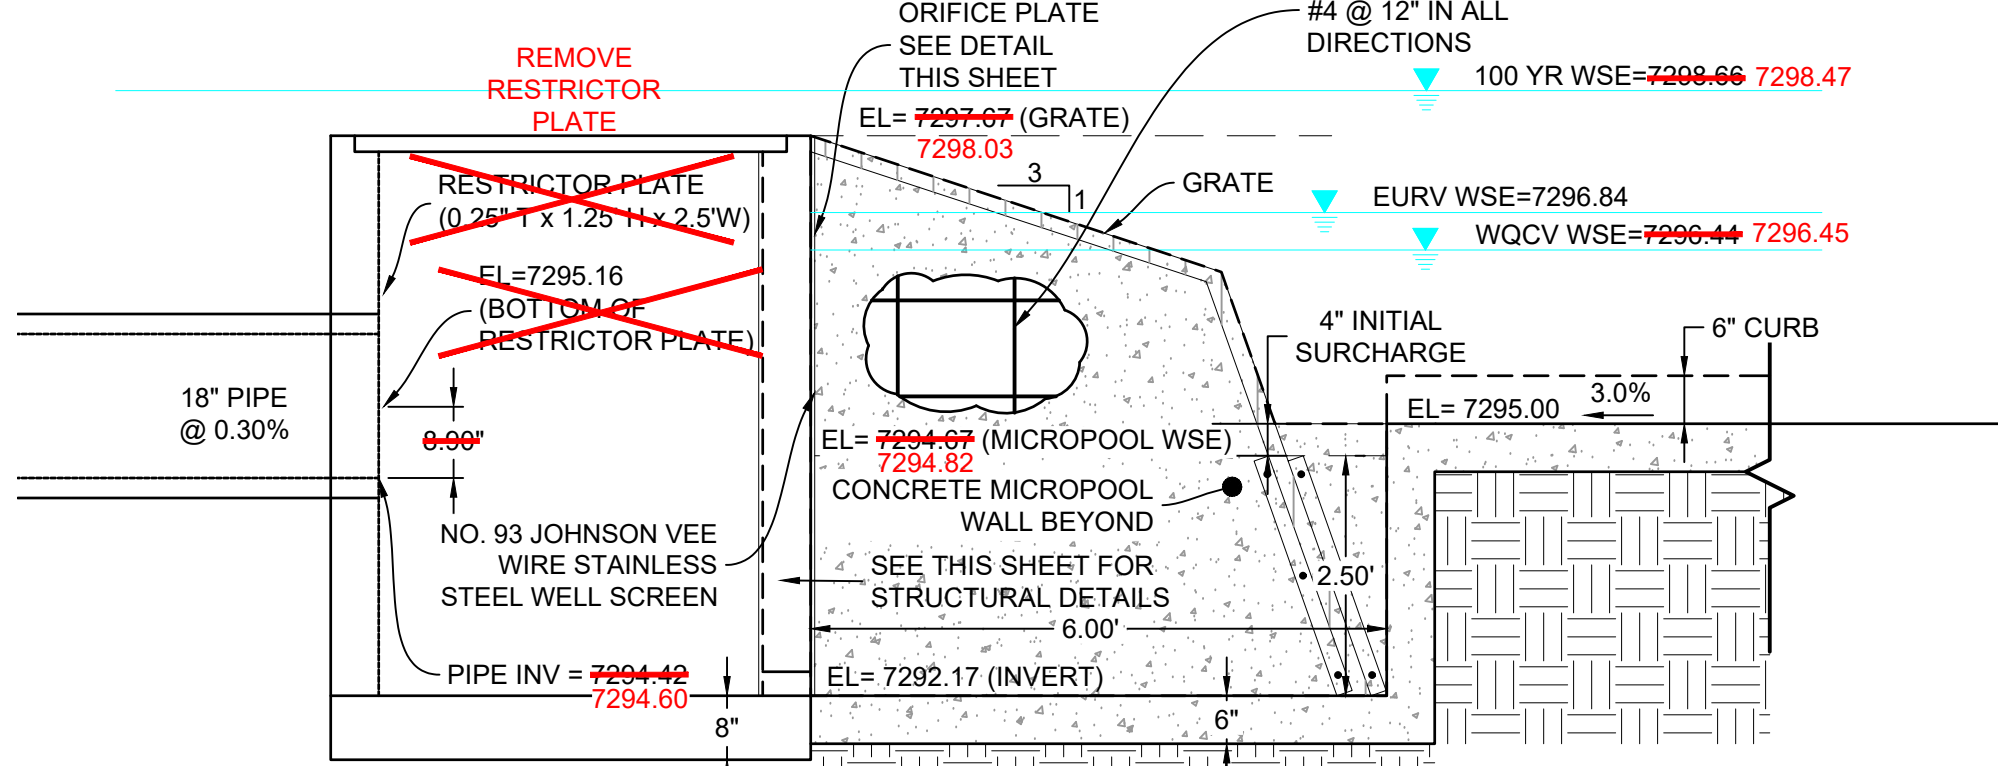 ORIFICE PLATE
SEE DETAIL
THIS SHEET
#4 @ 12" IN ALL
DIRECTIONS
REMOVE
RESTRICTOR
PLATE
100 YR WSE=7298.66 7298.47
EL= 7297.67 (GRATE)
7298.03
RESTRICTOR PLATE
(0.25" T x 1.25' H x 2.5'W)
3
1
GRATE
EURV WSE=7296.84
WQCV WSE=7296.44 7296.45
EL=7295.16
(BOTTOM OF
RESTRICTOR PLATE)
4" INITIAL
SURCHARGE
6" CURB
18" PIPE
@ 0.30%
3.0%
EL= 7295.00
8.90"
EL= 7294.67 (MICROPOOL WSE)
7294.82
CONCRETE MICROPOOL
WALL BEYOND
NO. 93 JOHNSON VEE
WIRE STAINLESS
STEEL WELL SCREEN
SEE THIS SHEET FOR
STRUCTURAL DETAILS
2.50'
6.00'
PIPE INV = 7294.42
7294.60
EL= 7292.17 (INVERT)
8"
6"